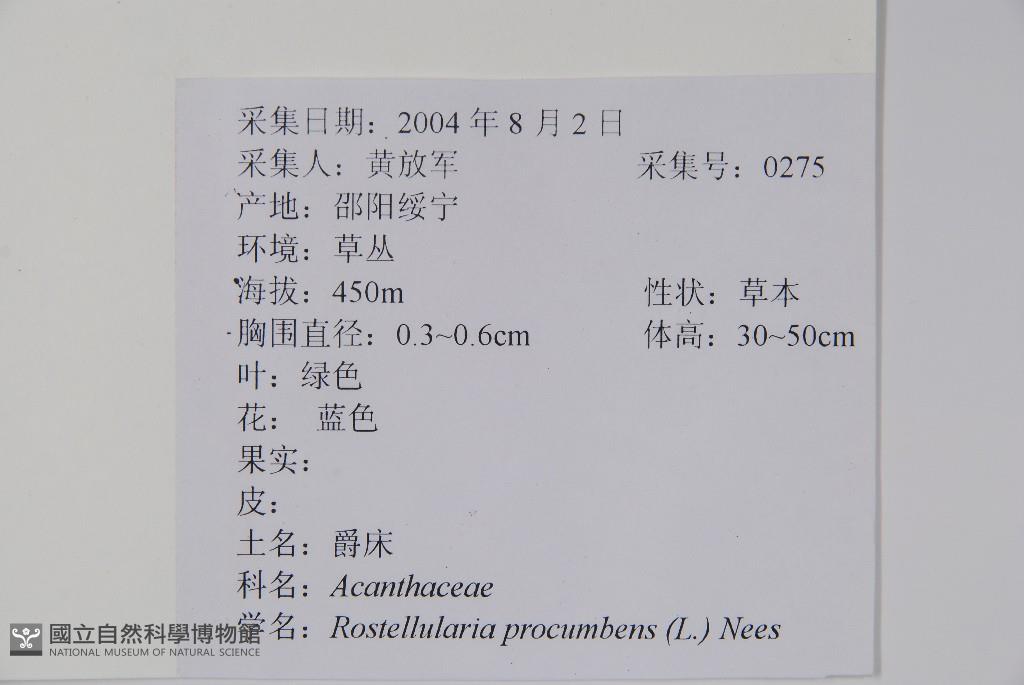 采集日期：2004 年 8 月 2 日
采集人：黄放军 采集号：0275
产地：邵阳绥宁
环境：草丛
海拔：450m 性状：草本
胸围直径：0.3~0.6cm 体高：30~50cm
叶：绿色
花： 蓝色
果实：
皮：
土名：爵床
科名：Acanthaceae
学名：Rostellularia procumbens (L.) Nees
國立自然科學博物館
NATIONAL MUSEUM OF NATURAL SCIENCE